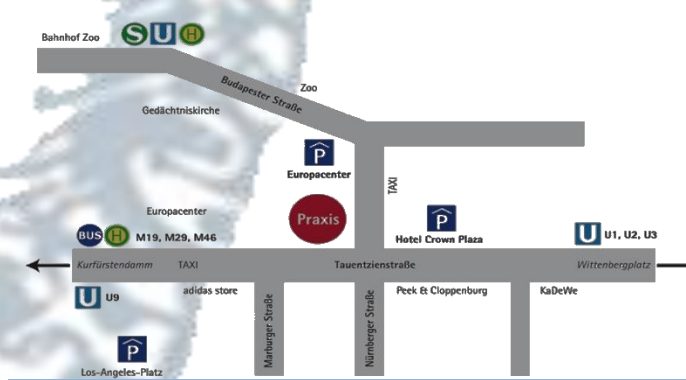 Bahnhof Zoo
S U H
Budapester Straße
Zoo
Gedächtniskirche
P
Europacenter
TAXI
Praxis
Europacenter
BUS H M19, M29, M46
P
Hotel Crown Plaza
U U1, U2, U3
Kurfürstendamm
TAXI
Tauentzienstraße
Wittenbergplatz
U U9
adidas store
Marburger Straße
Nürnberger Straße
Peek & Cloppenburg
KaDeWe
P
Los-Angeles-Platz